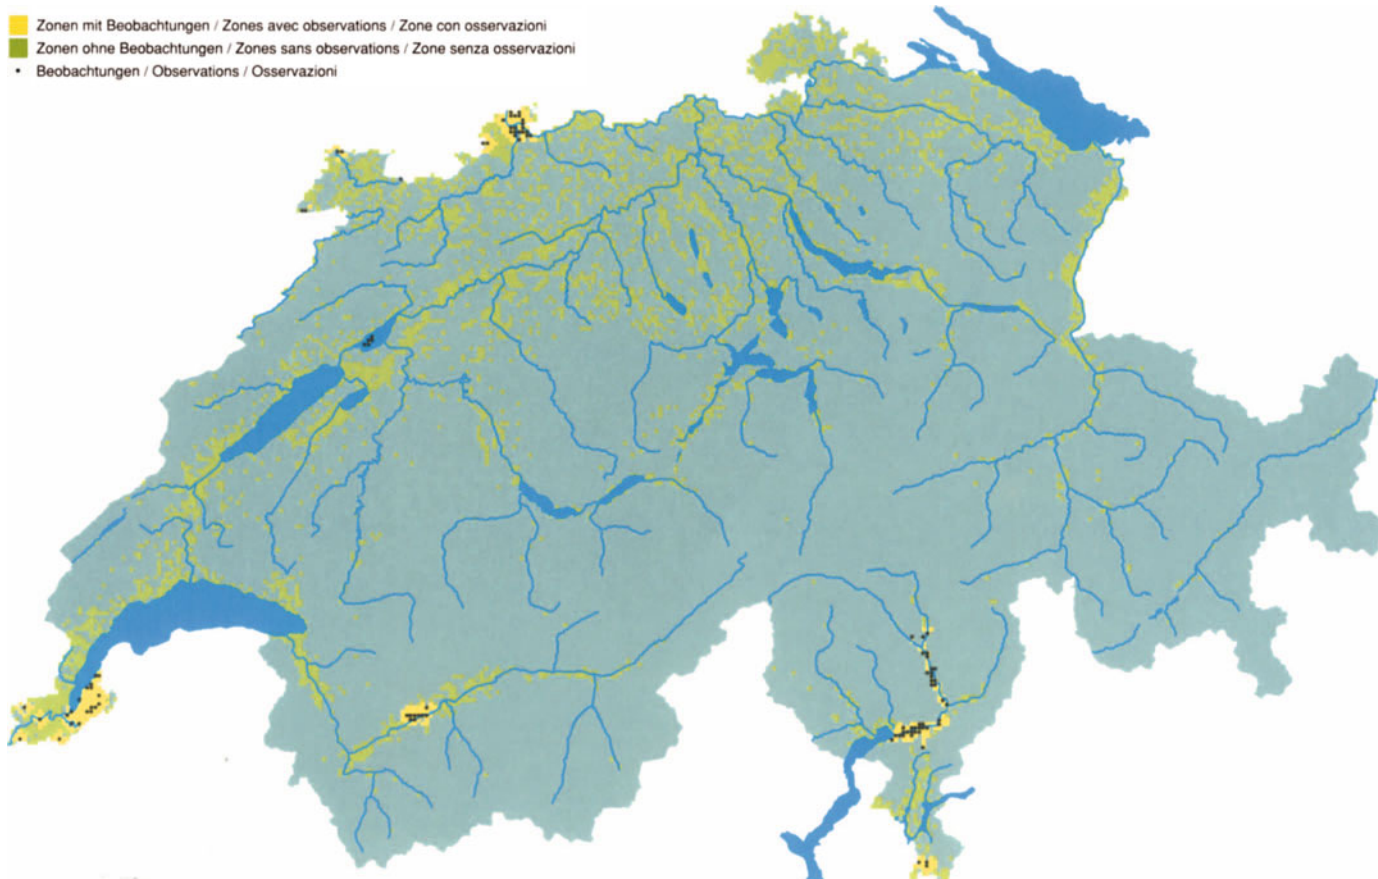 Zonen mit Beobachtungen / Zones avec observations / Zone con osservazioni
Zonen ohne Beobachtungen / Zones sans observations / Zone senza osservazioni
Beobachtungen / Observations / Osservazioni